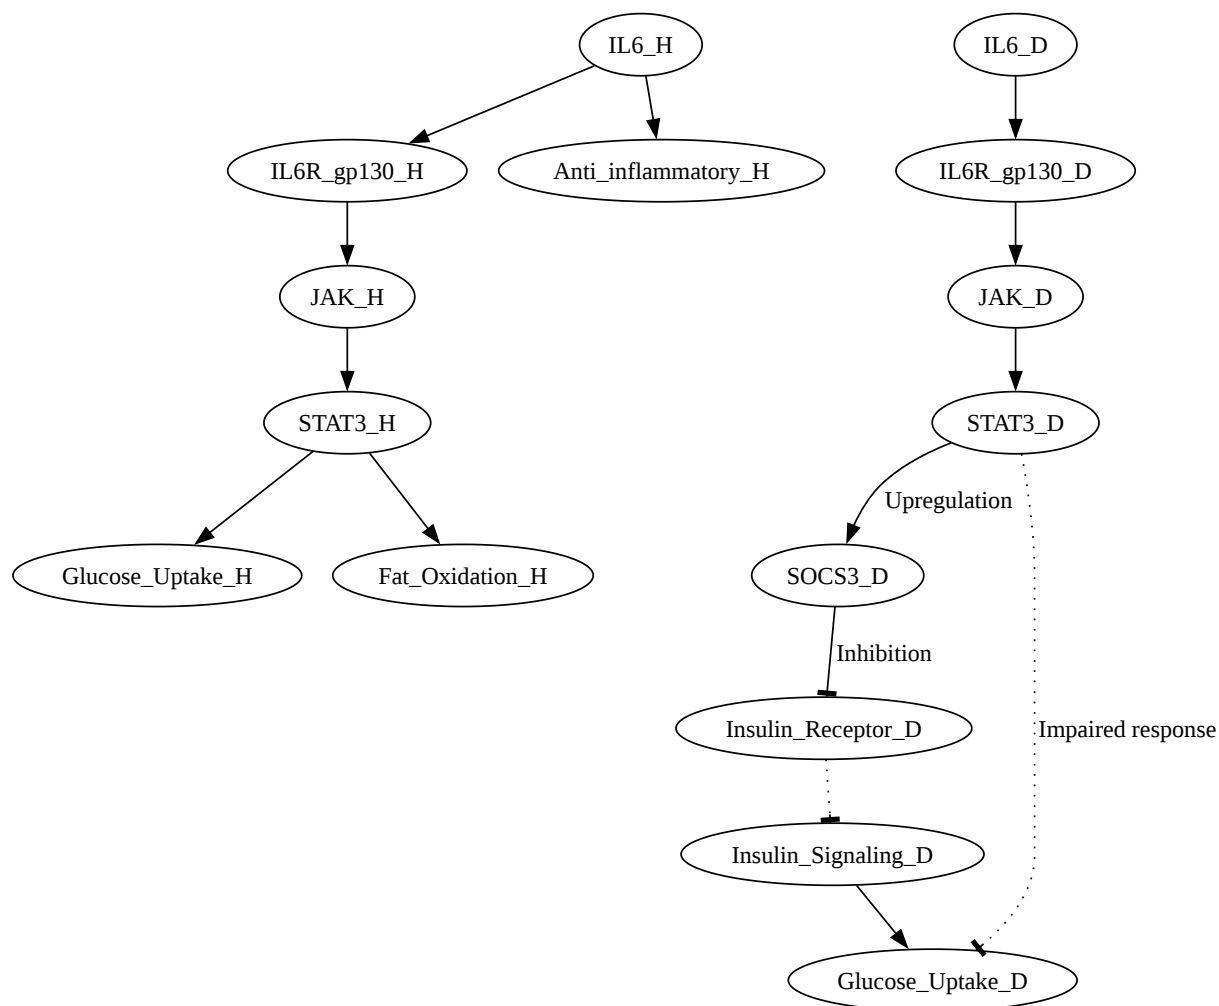 IL6_H
IL6_D
IL6R_gp130_H
Anti_inflammatory_H
IL6R_gp130_D
JAK_H
JAK_D
STAT3_H
STAT3_D
Upregulation
Glucose_Uptake_H
Fat_Oxidation_H
SOCS3_D
Inhibition
Insulin_Receptor_D
Impaired response
Insulin_Signaling_D
Glucose_Uptake_D